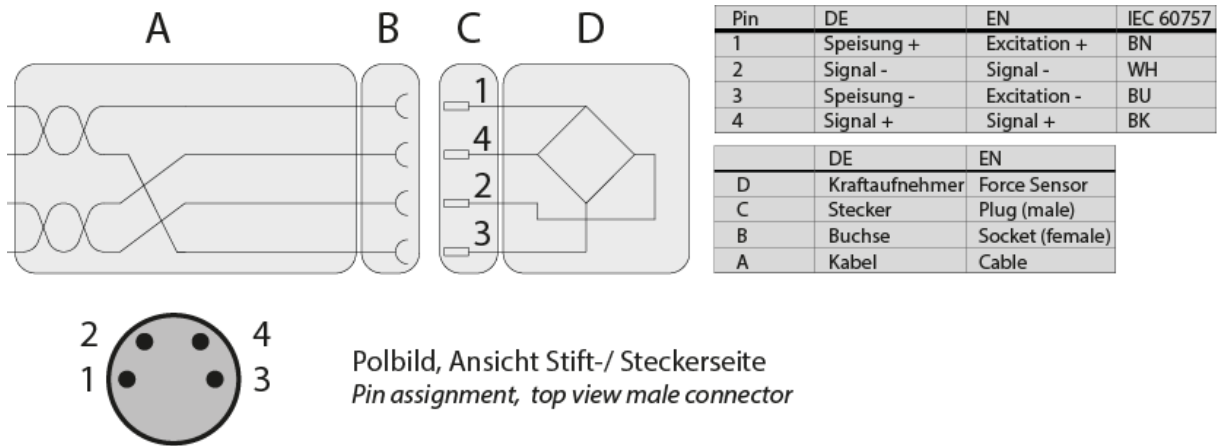 A B C D
1
4
2
3
Pin DE EN IEC 60757
1 Speisung + Excitation + BN
2 Signal - Signal - WH
3 Speisung - Excitation - BU
4 Signal + Signal + BK
DE EN
D Kraftaufnehmer Force Sensor
C Stecker Plug (male)
B Buchse Socket (female)
A Kabel Cable
2 4
1 3
Polbild, Ansicht Stift-/ Steckerseite
Pin assignment, top view male connector